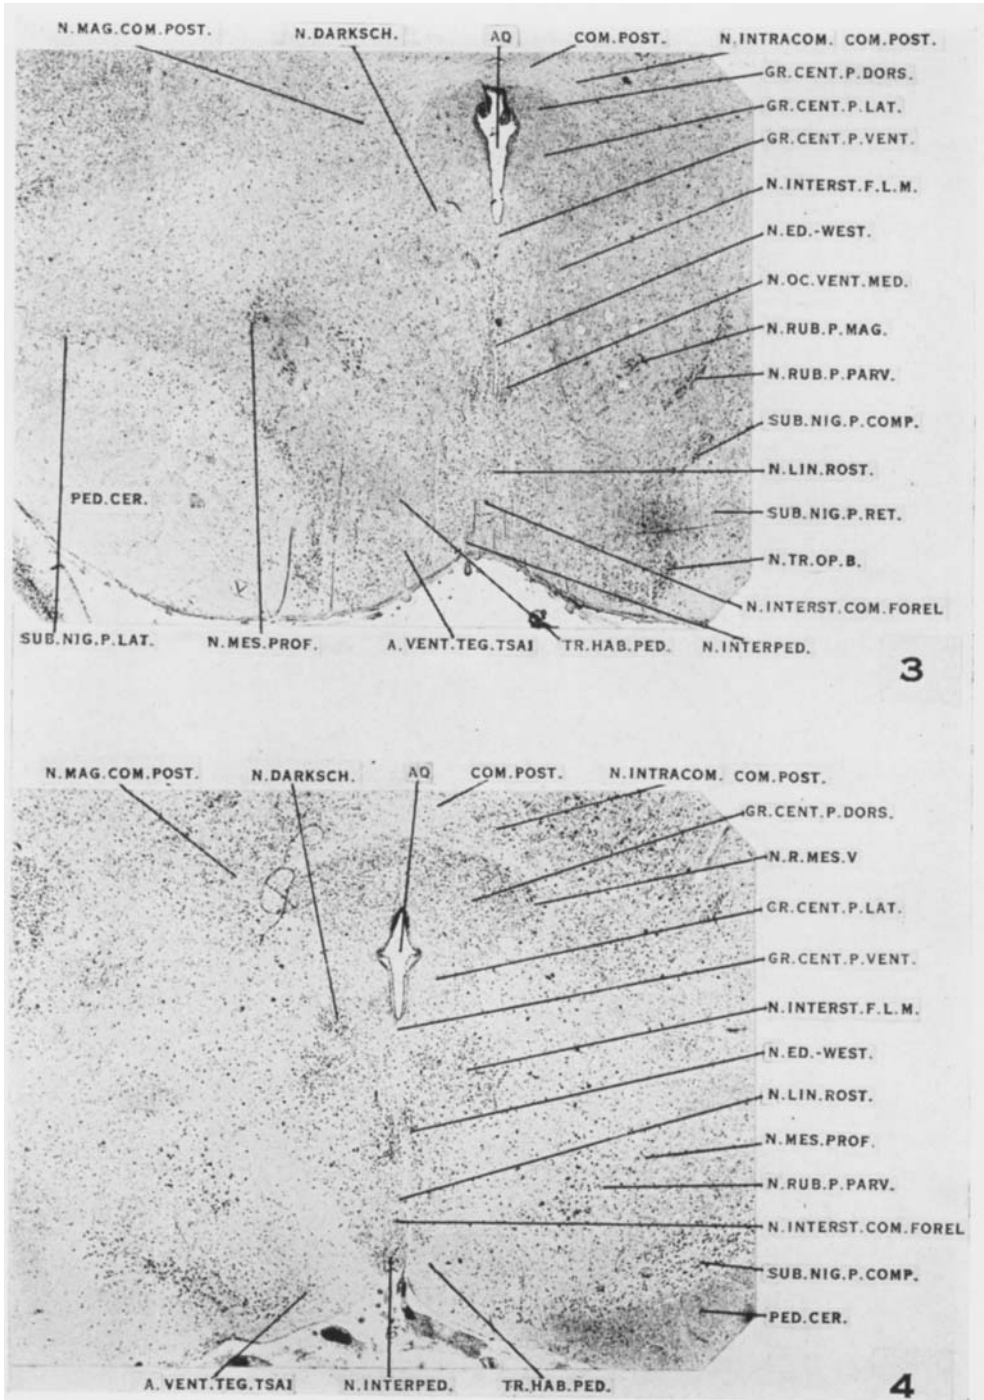 N.MAG.COM.POST. N.DARKSCH. AQ COM.POST. N.INTRACOM. COM.POST.
GR.CENT.P.DORS.
GR.CENT.P.LAT.
GR.CENT.P.VENT.
N.INTERST.F.L.M.
N.ED.-WEST.
N.OC.VENT.MED.
N.RUB.P.MAG.
N.RUB.P.PARV.
SUB.NIG.P.COMP.
N.LIN.ROST.
PED.CER.
SUB.NIG.P.RET.
N.TR.OP.B.
N.INTERST.COM.FOREL
SUB.NIG.P.LAT. N.MES.PROF. A.VENT.TEG.TSAI TR.HAB.PED. N.INTERPED.
3
N.MAG.COM.POST. N.DARKSCH. AQ COM.POST. N.INTRACOM. COM.POST.
GR.CENT.P.DORS.
N.R.MES.V
GR.CENT.P.LAT.
GR.CENT.P.VENT.
N.INTERST.F.L.M.
N.ED.-WEST.
N.LIN.ROST.
N.MES.PROF.
N.RUB.P.PARV.
N.INTERST.COM.FOREL
SUB.NIG.P.COMP.
PED.CER.
A.VENT.TEG.TSAI N.INTERPED. TR.HAB.PED.
4